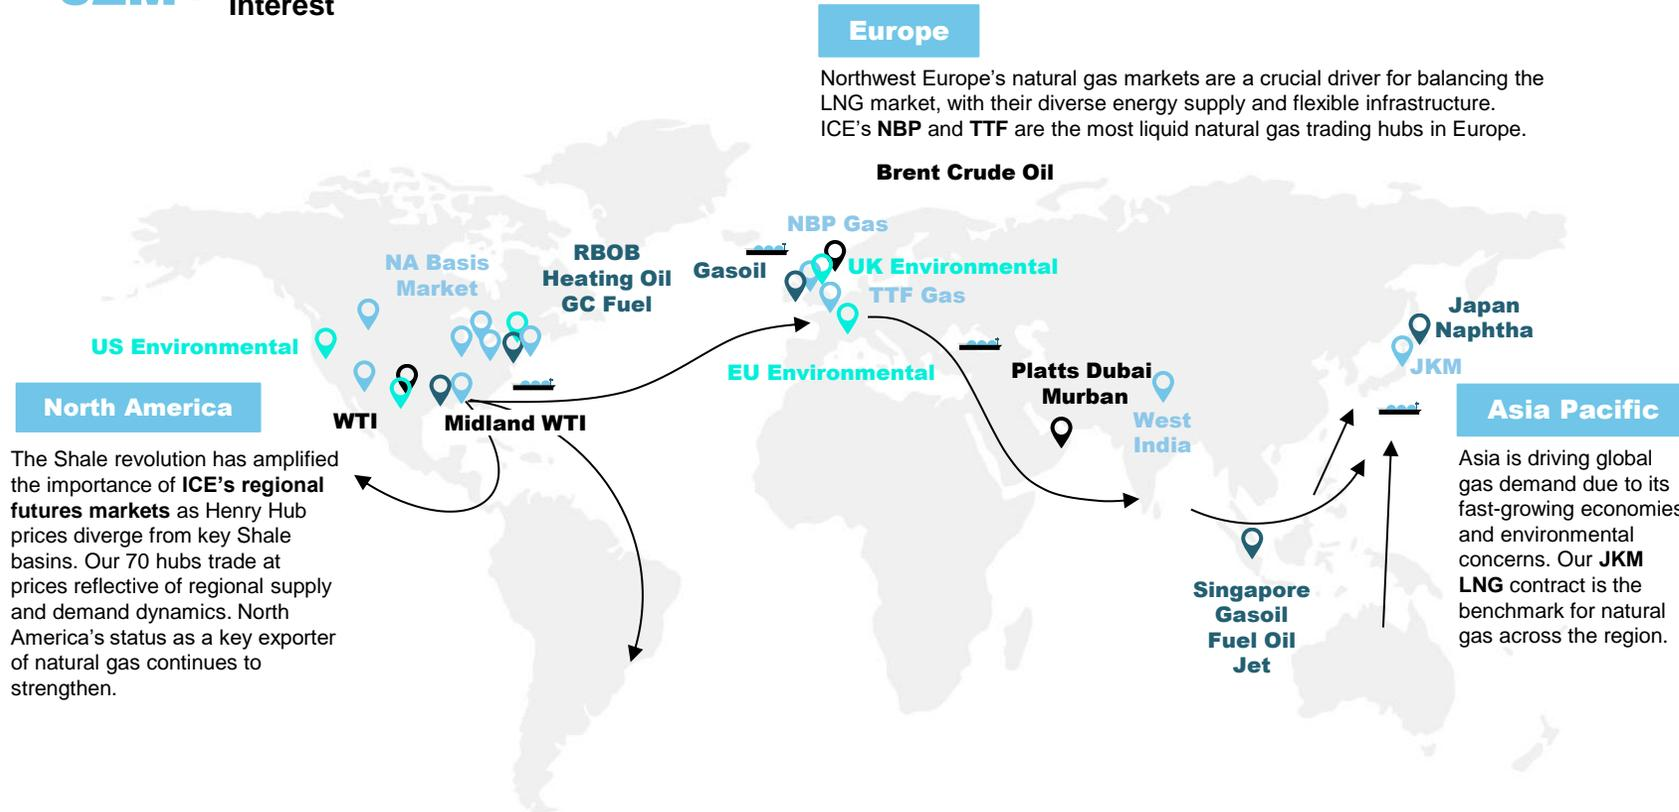 interest
Europe
Northwest Europe's natural gas markets are a crucial driver for balancing the
LNG market, with their diverse energy supply and flexible infrastructure.
ICE's NBP and TTF are the most liquid natural gas trading hubs in Europe.
Brent Crude Oil
NBP Gas
RBOB
Heating Oil
GC Fuel
Gasoil
NA Basis
Market
UK Environmental
TTF Gas
US Environmental
EU Environmental
Japan
Naphtha
JKM
Platts Dubai
Murban
West
India
North America
WTI
Midland WTI
The Shale revolution has amplified
the importance of ICE's regional
futures markets as Henry Hub
prices diverge from key Shale
basins. Our 70 hubs trade at
prices reflective of regional supply
and demand dynamics. North
America's status as a key exporter
of natural gas continues to
strengthen.
Asia Pacific
Asia is driving global
gas demand due to its
fast-growing economies
and environmental
concerns. Our JKM
LNG contract is the
benchmark for natural
gas across the region.
Singapore
Gasoil
Fuel Oil
Jet